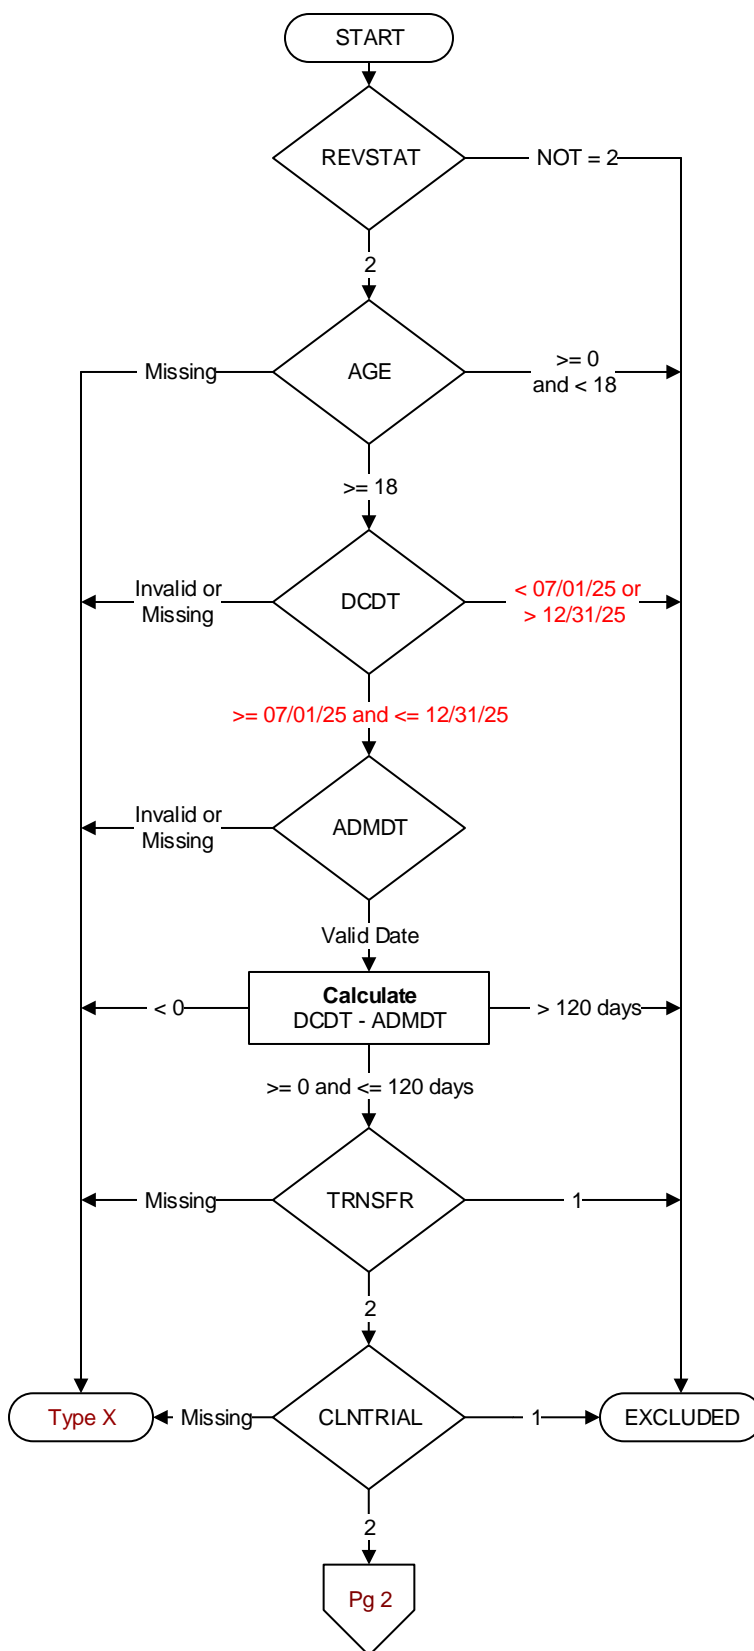 START
REVSTAT
NOT = 2
2
AGE
Missing
>= 0
and < 18
>= 18
DCDT
Invalid or
Missing
< 07/01/25 or
> 12/31/25
>= 07/01/25 and <= 12/31/25
ADMDT
Invalid or
Missing
Valid Date
Calculate
DCDT - ADMDT
< 0
> 120 days
>= 0 and <= 120 days
TRNSFR
Missing
1
2
Type X
Missing
CLNTRIAL
1
EXCLUDED
2
Pg 2